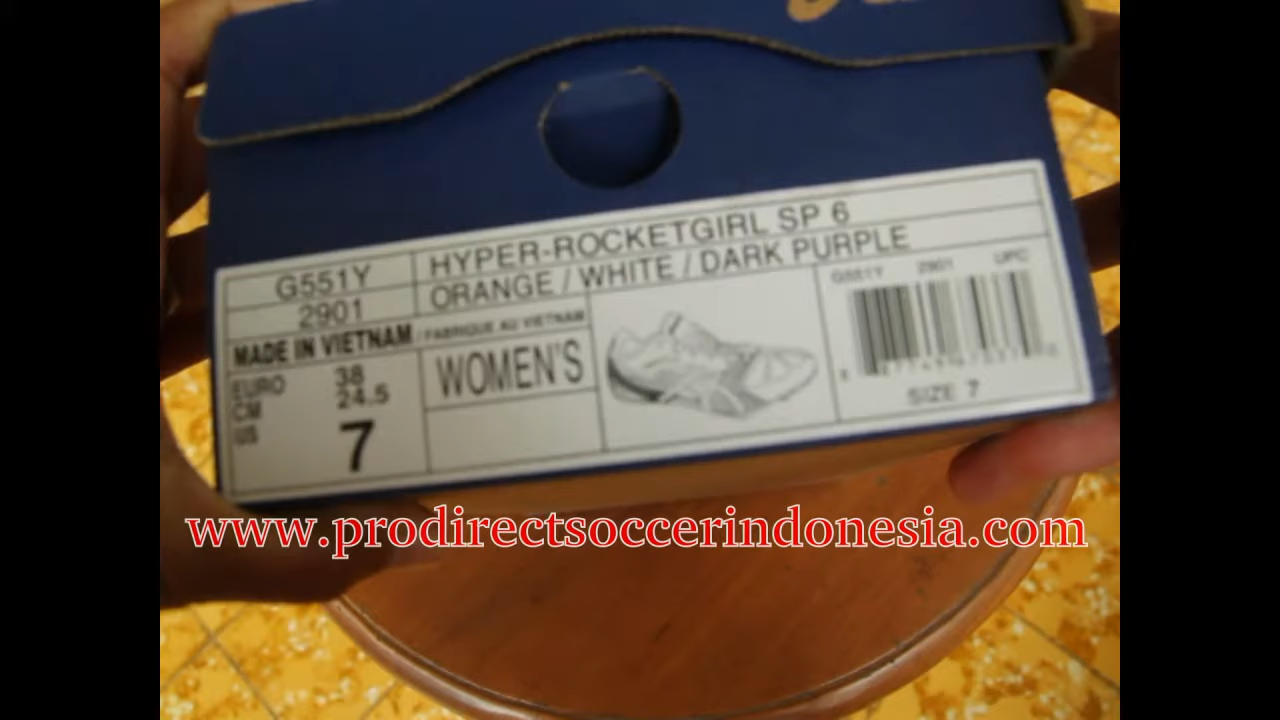 G551Y
HYPER-ROCKETGIRL SP 6
2901
ORANGE / WHITE / DARK PURPLE
MADE IN VIETNAM / FABRIQUE AU VIETNAM
EURO 38
CM 24.5
US 7
WOMEN'S
G551Y 2901 UPC
SIZE 7
www.prodirectsoccerindonesia.com